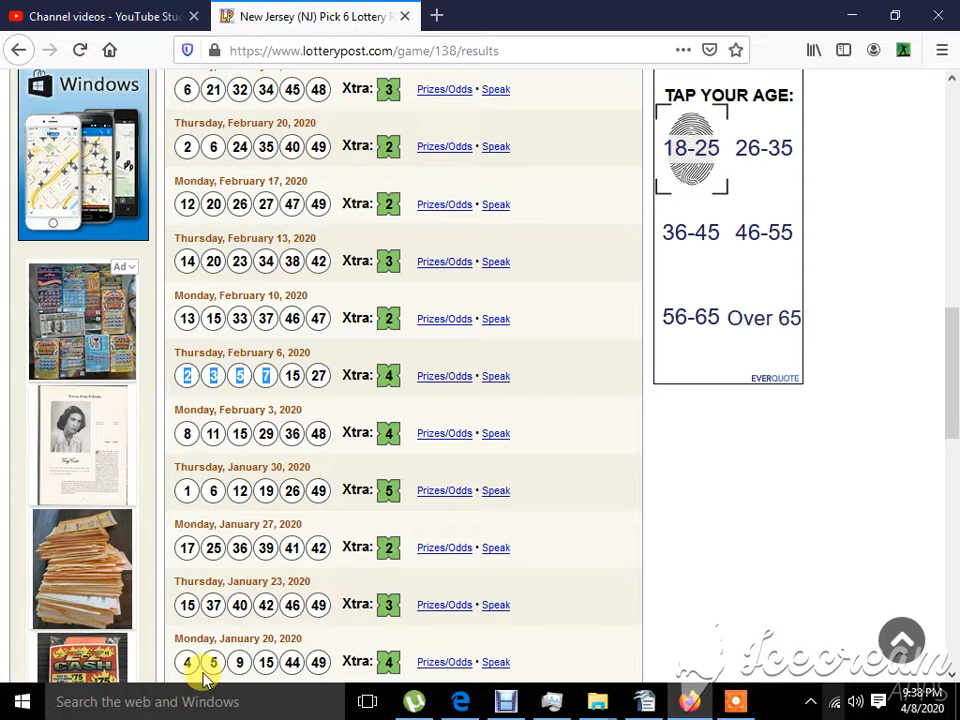 Channel videos - YouTube Stu
New Jersey (NJ) Pick 6 Lottery R
https://www.lotterypost.com/game/138/results
Windows
6 21 32 34 45 48 Xtra: 3 Prizes/Odds • Speak
Thursday, February 20, 2020
2 6 24 35 40 49 Xtra: 2 Prizes/Odds • Speak
Monday, February 17, 2020
12 20 26 27 47 49 Xtra: 2 Prizes/Odds • Speak
Thursday, February 13, 2020
14 20 23 34 38 42 Xtra: 3 Prizes/Odds • Speak
Monday, February 10, 2020
13 15 33 37 46 47 Xtra: 2 Prizes/Odds • Speak
Thursday, February 6, 2020
2 3 5 7 15 27 Xtra: 4 Prizes/Odds • Speak
Monday, February 3, 2020
8 11 15 29 36 48 Xtra: 4 Prizes/Odds • Speak
Thursday, January 30, 2020
1 6 12 19 26 49 Xtra: 5 Prizes/Odds • Speak
Monday, January 27, 2020
17 25 36 39 41 42 Xtra: 2 Prizes/Odds • Speak
Thursday, January 23, 2020
15 37 40 42 46 49 Xtra: 3 Prizes/Odds • Speak
Monday, January 20, 2020
4 5 9 15 44 49 Xtra: 4 Prizes/Odds • Speak
Ad
CASH
$75
TAP YOUR AGE:
18-25 26-35
36-45 46-55
56-65 Over 65
EVERQUOTE
Icecream
APPS
Search the web and Windows
9:33 PM
4/8/2020